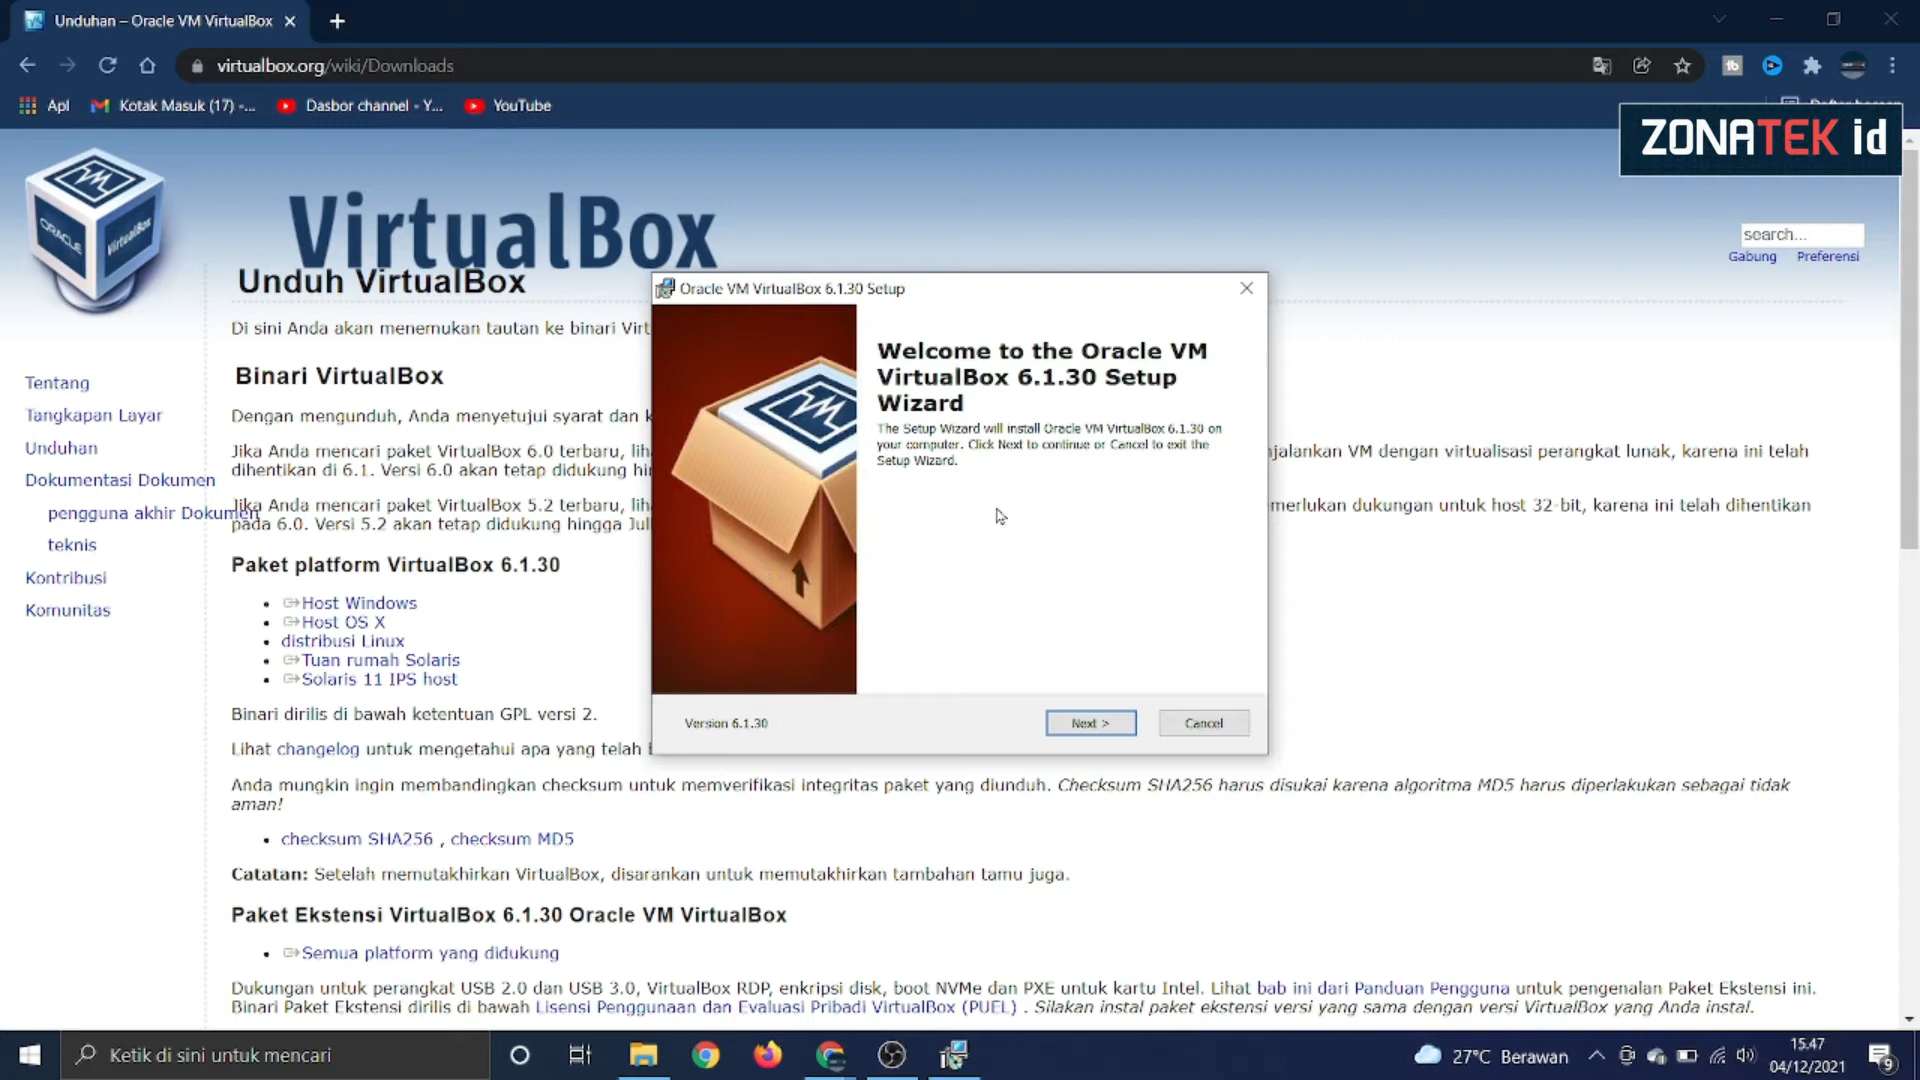 Unduhan – Oracle VM VirtualBox
virtualbox.org/wiki/Downloads
Apl
Kotak Masuk (17) -...
Dasbor channel - Y...
YouTube
ZONATEK id
ORACLE
VirtualBox
VirtualBox
search...
Gabung Preferensi
Tentang
Tangkapan Layar
Unduhan
Dokumentasi Dokumen
pengguna akhir Dokumen
teknis
Kontribusi
Komunitas
Unduh VirtualBox
Di sini Anda akan menemukan tautan ke binari
Binari VirtualBox
Dengan mengunduh, Anda menyetujui syarat dan
Jika Anda mencari paket VirtualBox 6.0 terbaru,
njalankan VM dengan virtualisasi perangkat lunak, karena ini telah
dihentikan di 6.1. Versi 6.0 akan tetap didukung
Jika Anda mencari paket VirtualBox 5.2 terbaru,
merlukan dukungan untuk host 32-bit, karena ini telah dihentikan
pada 6.0. Versi 5.2 akan tetap didukung hingga
Paket platform VirtualBox 6.1.30
Host Windows
Host OS X
distribusi Linux
Tuan rumah Solaris
Solaris 11 IPS host
Binari dirilis di bawah ketentuan GPL versi 2.
Lihat changelog untuk mengetahui apa yang telah
Anda mungkin ingin membandingkan checksum untuk memverifikasi integritas paket yang diunduh. Checksum SHA256 harus disukai karena algoritma MD5 harus diperlakukan sebagai tidak
aman!
checksum SHA256 , checksum MD5
Catatan: Setelah memutakhirkan VirtualBox, disarankan untuk memutakhirkan tambahan tamu juga.
Paket Ekstensi VirtualBox 6.1.30 Oracle VM VirtualBox
Semua platform yang didukung
Dukungan untuk perangkat USB 2.0 dan USB 3.0, VirtualBox RDP, enkripsi disk, boot NVMe dan PXE untuk kartu Intel. Lihat bab ini dari Panduan Pengguna untuk pengenalan Paket Ekstensi ini.
Binari Paket Ekstensi dirilis di bawah Lisensi Penggunaan dan Evaluasi Pribadi VirtualBox (PUEL) . Silakan instal paket ekstensi versi yang sama dengan versi VirtualBox yang Anda instal.
Oracle VM VirtualBox 6.1.30 Setup
Welcome to the Oracle VM
VirtualBox 6.1.30 Setup
Wizard
The Setup Wizard will install Oracle VM VirtualBox 6.1.30 on
your computer. Click Next to continue or Cancel to exit the
Setup Wizard.
Version 6.1.30
Next >
Cancel
Ketik di sini untuk mencari
27°C Berawan
15.47
04/12/2021
9